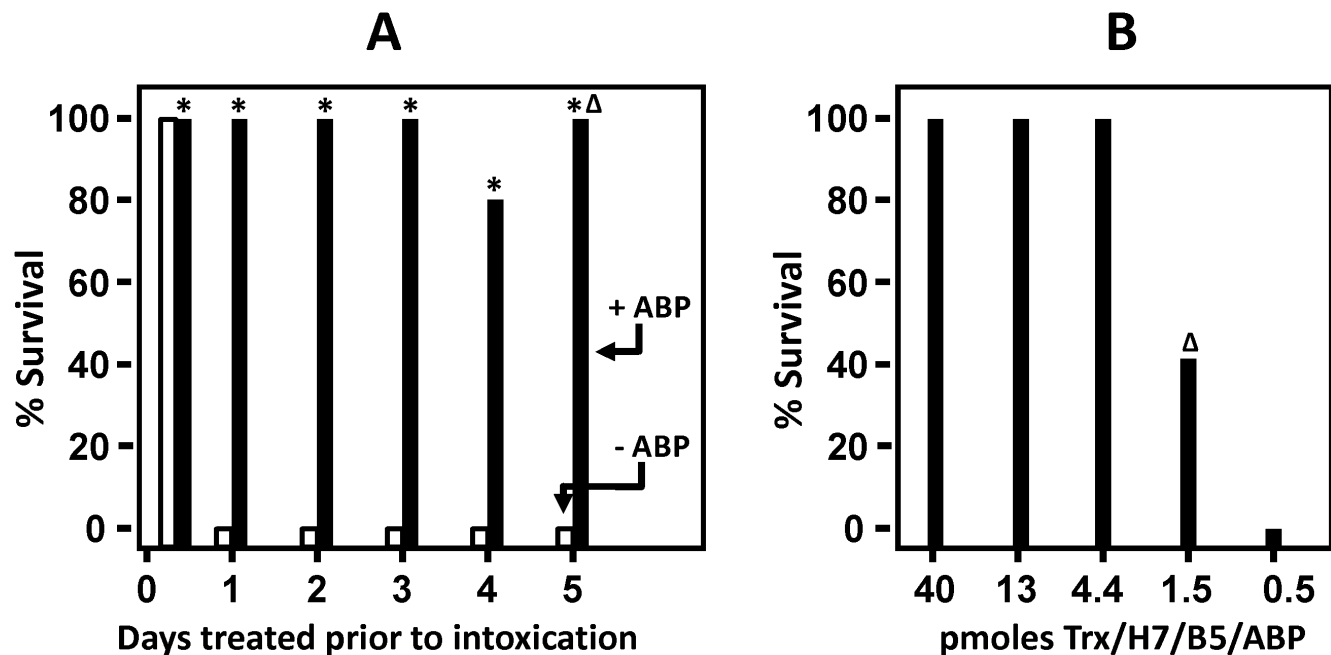 A
B
% Survival
100
80
60
40
20
0
* * * * * *Δ
+ ABP
- ABP
0 1 2 3 4 5
Days treated prior to intoxication
% Survival
100
80
60
40
20
0
Δ
40 13 4.4 1.5 0.5
pmoles Trx/H7/B5/ABP